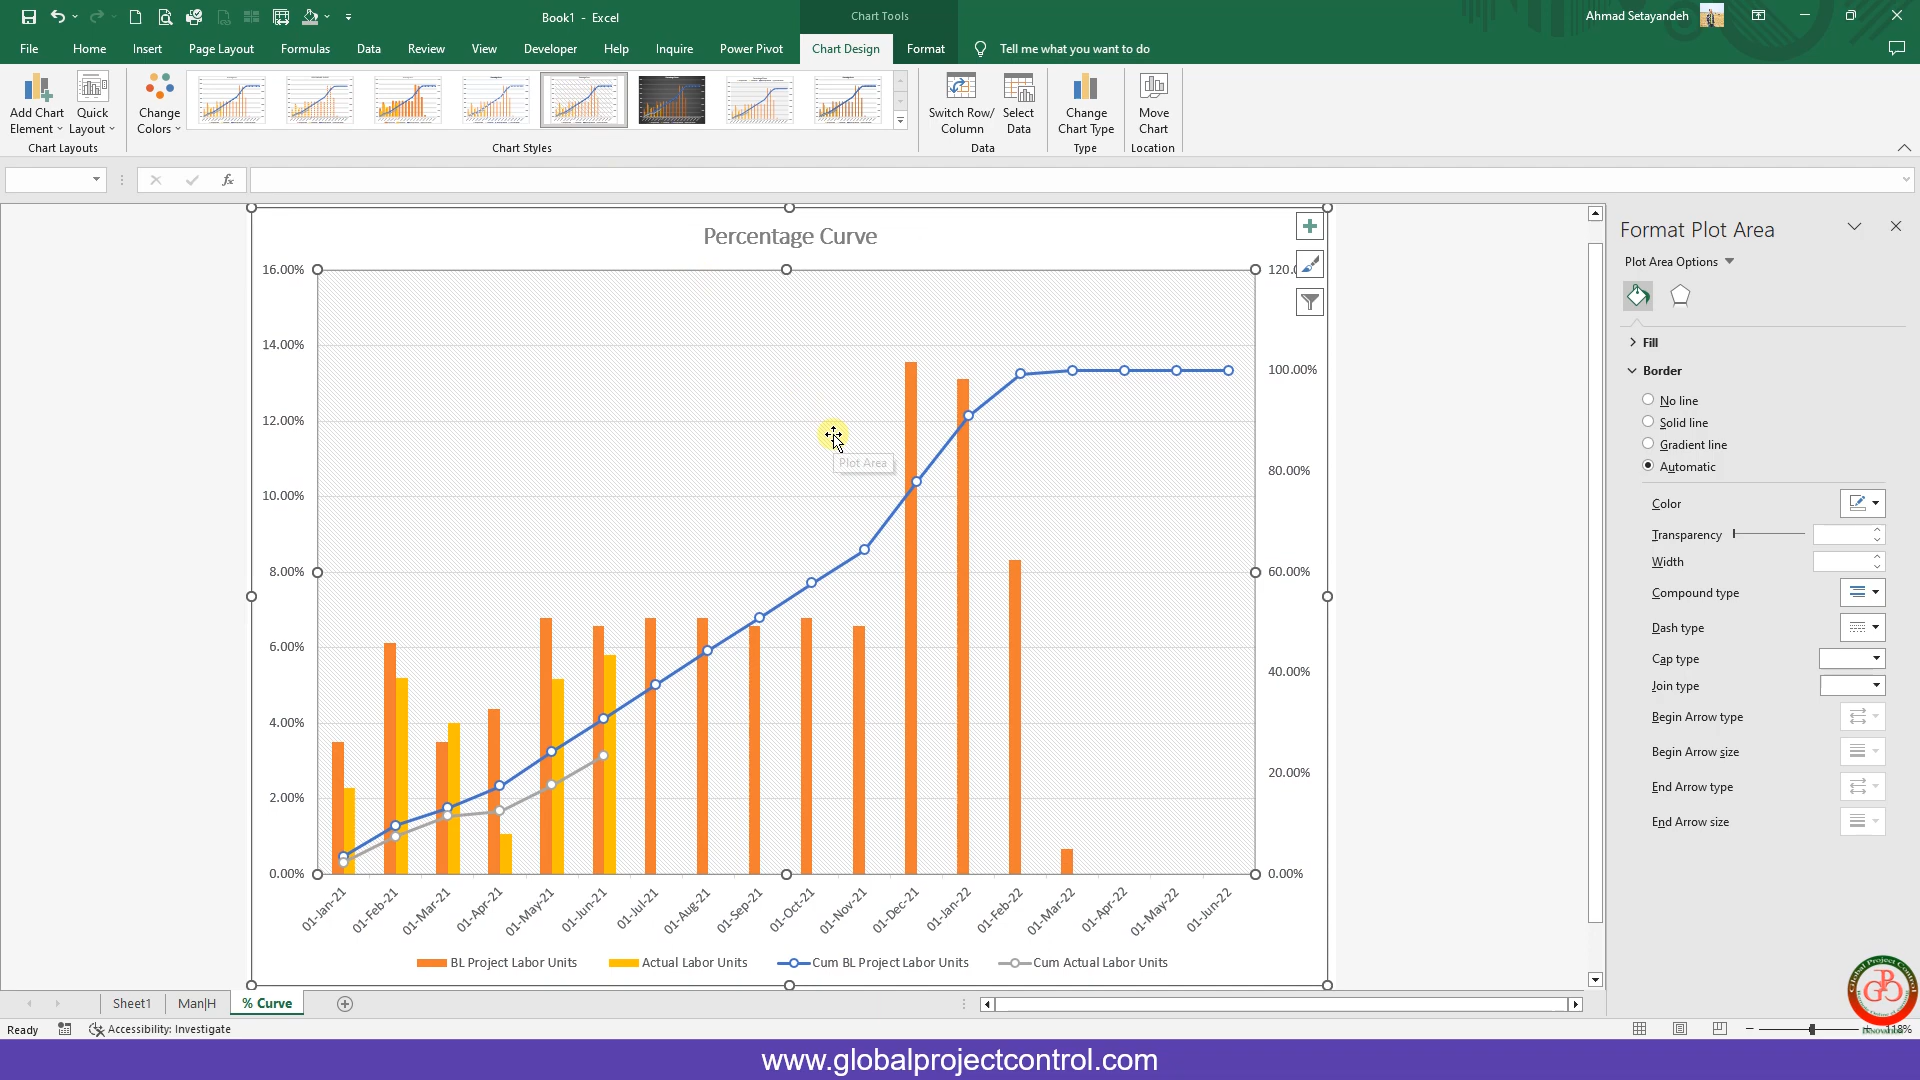 Book1 - Excel
Chart Tools
Ahmad Setayandeh
File Home Insert Page Layout Formulas Data Review View Developer Help Inquire Power Pivot Chart Design Format Tell me what you want to do
Add Chart Element
Quick Layout
Change Colors
Switch Row/ Column
Select Data
Change Chart Type
Move Chart
Chart Layouts
Chart Styles
Data
Type
Location
fx
Percentage Curve
16.00%
14.00%
12.00%
10.00%
8.00%
6.00%
4.00%
2.00%
0.00%
120.
100.00%
80.00%
60.00%
40.00%
20.00%
0.00%
Plot Area
01-Jan-21
01-Feb-21
01-Mar-21
01-Apr-21
01-May-21
01-Jun-21
01-Jul-21
01-Aug-21
01-Sep-21
01-Oct-21
01-Nov-21
01-Dec-21
01-Jan-22
01-Feb-22
01-Mar-22
01-Apr-22
01-May-22
01-Jun-22
BL Project Labor Units
Actual Labor Units
Cum BL Project Labor Units
Cum Actual Labor Units
Format Plot Area
Plot Area Options
Fill
Border
No line
Solid line
Gradient line
Automatic
Color
Transparency
Width
Compound type
Dash type
Cap type
Join type
Begin Arrow type
Begin Arrow size
End Arrow type
End Arrow size
Sheet1
Man|H
% Curve
Ready
Accessibility: Investigate
118%
Global Project Control
GPC
www.globalprojectcontrol.com